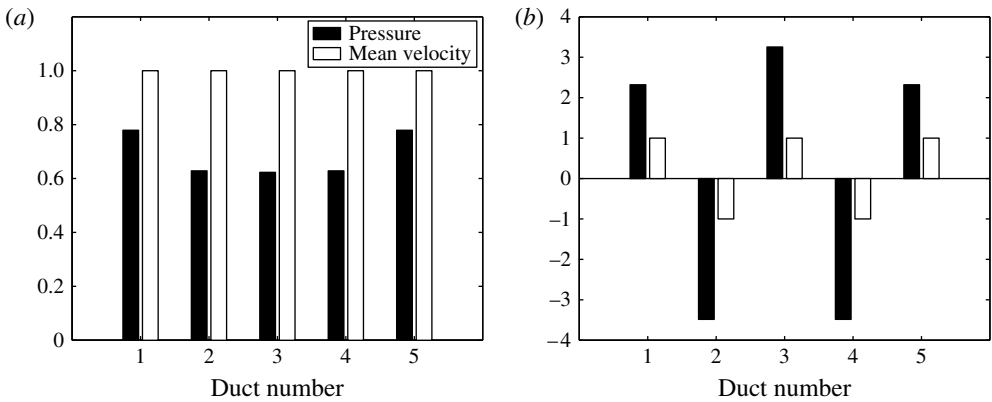 (a)
Pressure
Mean velocity
1.0
0.8
0.6
0.4
0.2
0
1 2 3 4 5
Duct number
(b)
4
3
2
1
0
−1
−2
−3
−4
1 2 3 4 5
Duct number